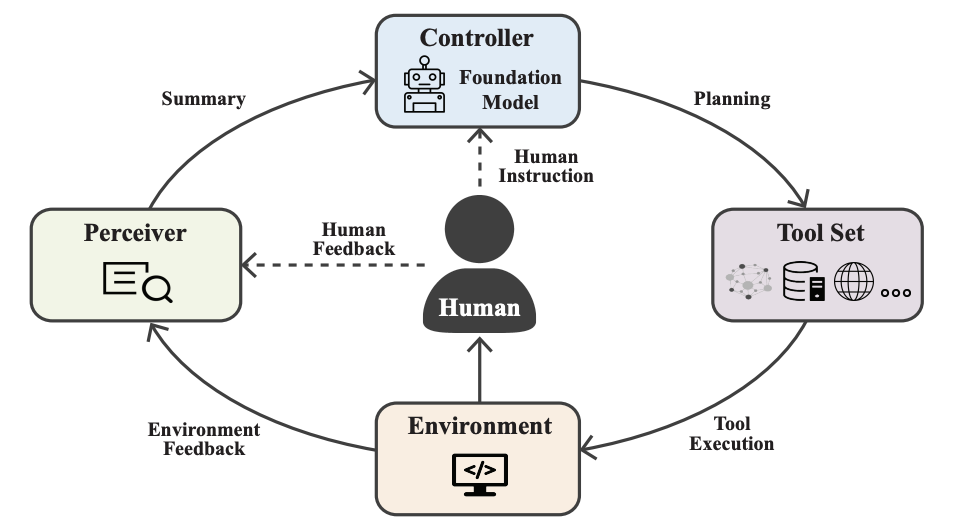 Controller
Foundation
Model
Summary
Planning
Human
Instruction
Perceiver
Human
Feedback
Tool Set
Human
Environment
Feedback
Environment
</>
Tool
Execution